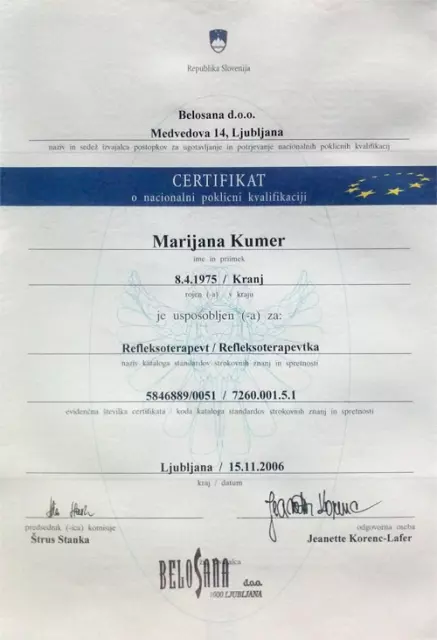 Republika Slovenija
Belosana d.o.o.
Medvedova 14, Ljubljana
naziv in sedež izvajalca postopkov za ugotavljanje in potrjevanje nacionalnih poklicnih kvalifikacij
CERTIFIKAT
o nacionalni poklicni kvalifikaciji
Marijana Kumer
ime in priimek
8.4.1975 / Kranj
rojen (-a) v kraju
je usposobljen (-a) za:
Refleksoterapevt / Refleksoterapevtka
naziv kataloga standardov strokovnih znanj in spretnosti
5846889/0051 / 7260.001.5.1
evidenčna številka certifikata / koda kataloga standardov strokovnih znanj in spretnosti
Ljubljana / 15.11.2006
kraj / datum
Jeanette Korenc
predsednik (-ica) komisije
odgovorna oseba
Štrus Stanka
Jeanette Korenc-Lafer
BELOSANA d.o.o.
1000 LJUBLJANA